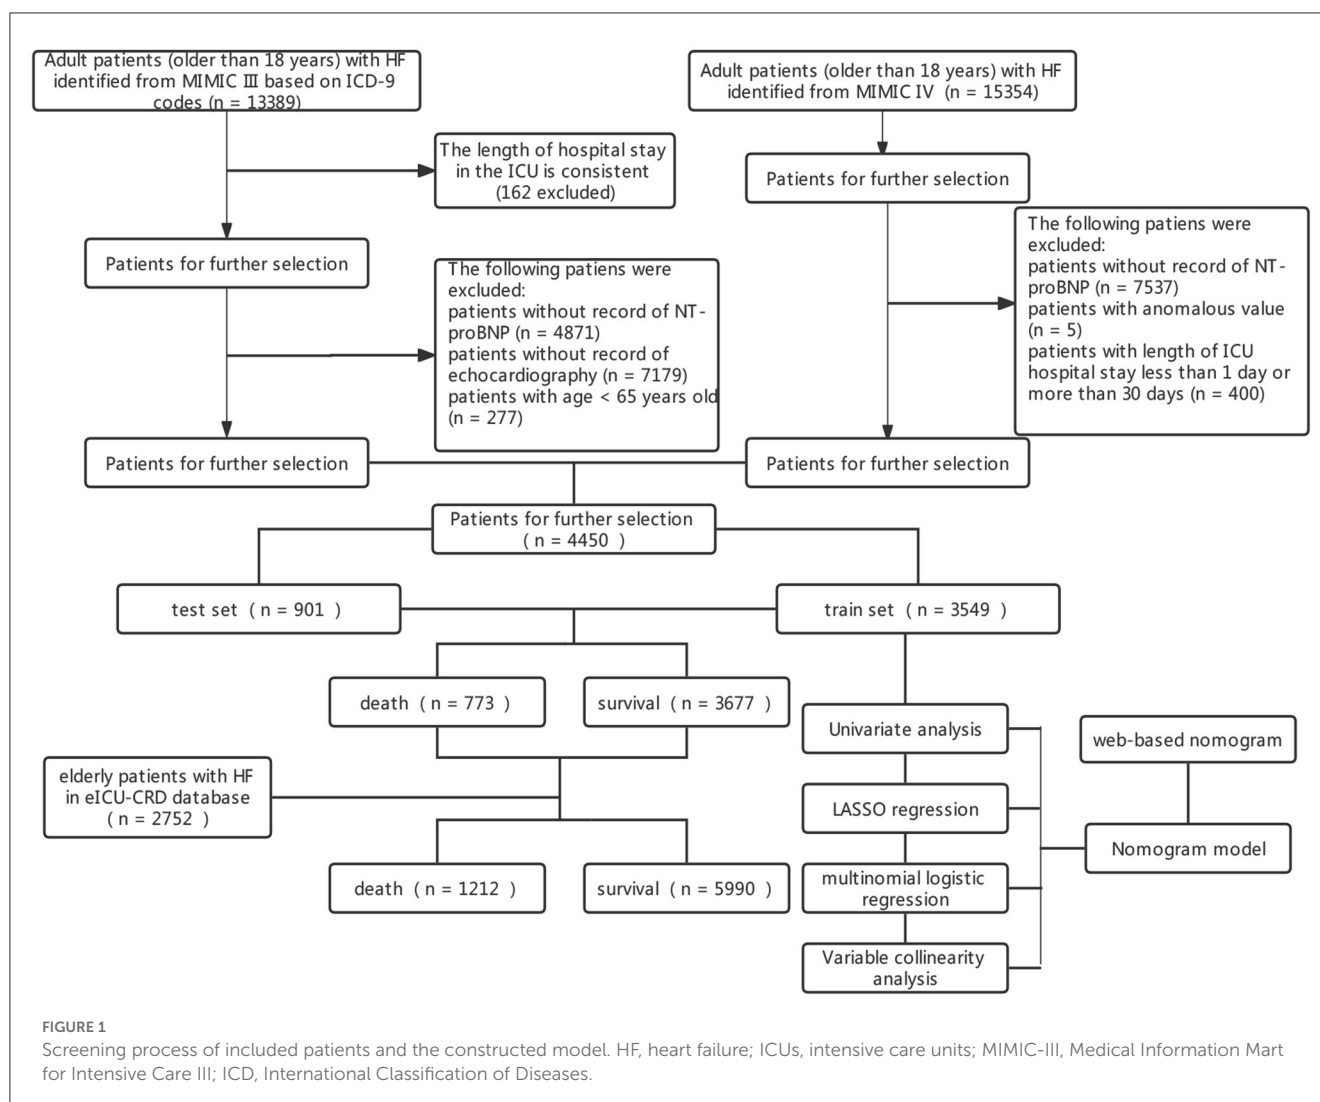 Adult patients (older than 18 years) with HF
identified from MIMIC III based on ICD-9
codes (n = 13389)
Adult patients (older than 18 years) with HF
identified from MIMIC IV (n = 15354)
The length of hospital stay
in the ICU is consistent
(162 excluded)
Patients for further selection
Patients for further selection
The following patiens were
excluded:
patients without record of NT-
proBNP (n = 4871)
patients without record of
echocardiography (n = 7179)
patients with age < 65 years old
(n = 277)
The following patiens were
excluded:
patients without record of NT-
proBNP (n = 7537)
patients with anomalous value
(n = 5)
patients with length of ICU
hospital stay less than 1 day or
more than 30 days (n = 400)
Patients for further selection
Patients for further selection
Patients for further selection
( n = 4450 )
test set ( n = 901 )
train set ( n = 3549 )
death ( n = 773 )
survival ( n = 3677 )
elderly patients with HF
in eICU-CRD database
( n = 2752 )
death ( n = 1212 )
survival ( n = 5990 )
Univariate analysis
LASSO regression
multinomial logistic
regression
Variable collinearity
analysis
web-based nomogram
Nomogram model
FIGURE 1
Screening process of included patients and the constructed model. HF, heart failure; ICUs, intensive care units; MIMIC-III, Medical Information Mart
for Intensive Care III; ICD, International Classification of Diseases.